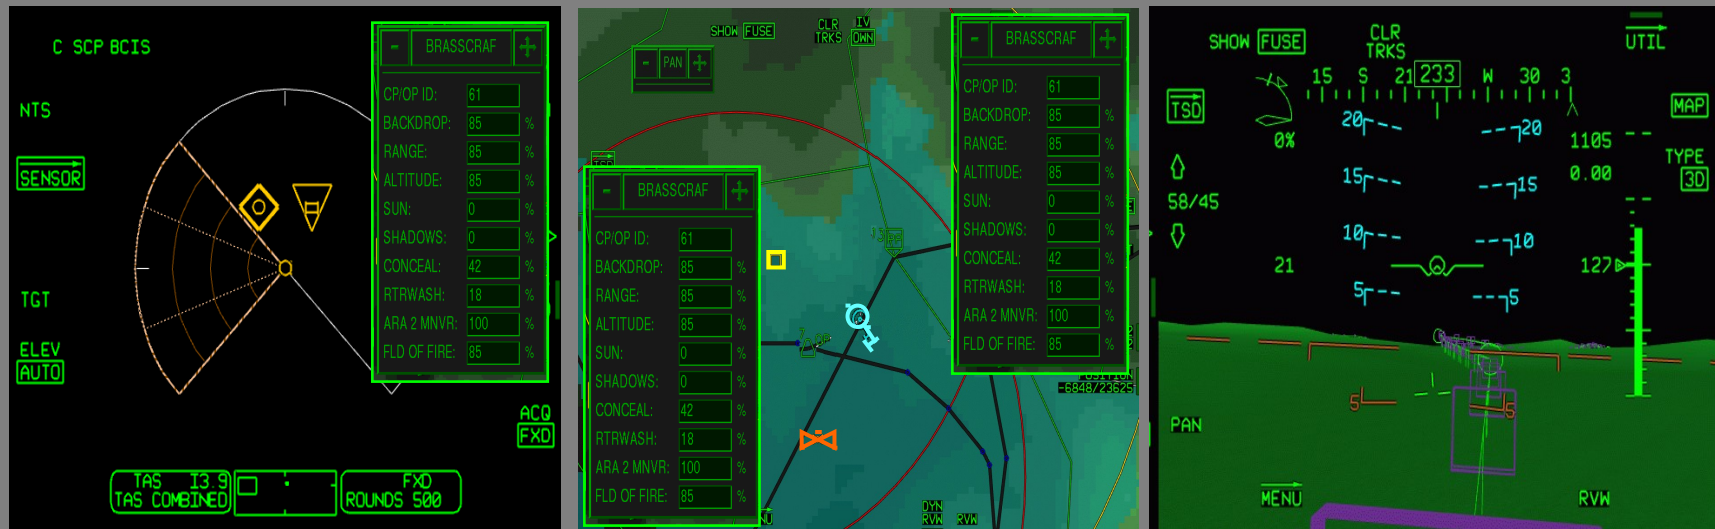 C SCP BCIS
NTS
SENSOR
TGT
ELEV
AUTO
ACQ
FXD
TAS I3.9
TAS COMBINED
FXD
ROUNDS 500
- BRASSCRAF
CP/OP ID: 61
BACKDROP: 85 %
RANGE: 85 %
ALTITUDE: 85 %
SUN: 0 %
SHADOWS: 0 %
CONCEAL: 42 %
RTRWASH: 18 %
ARA 2 MNVR: 100 %
FLD OF FIRE: 85 %
SHOW FUSE
CLR
TRKS
IV
OWN
- PAN
TSD
- BRASSCRAF
CP/OP ID: 61
BACKDROP: 85 %
RANGE: 85 %
ALTITUDE: 85 %
SUN: 0 %
SHADOWS: 0 %
CONCEAL: 42 %
RTRWASH: 18 %
ARA 2 MNVR: 100 %
FLD OF FIRE: 85 %
- BRASSCRAF
CP/OP ID: 61
BACKDROP: 85 %
RANGE: 85 %
ALTITUDE: 85 %
SUN: 0 %
SHADOWS: 0 %
CONCEAL: 42 %
RTRWASH: 18 %
ARA 2 MNVR: 100 %
FLD OF FIRE: 85 %
-6848/23625
DYN
RVW RVW
SHOW FUSE
CLR
TRKS
UTIL
15 S 21 233 W 30 3
TSD
MAP
0%
20 20
1105
TYPE
3D
0.00
15 15
58/45
10 10
21
127
5 5
5 5
PAN
MENU
RVW